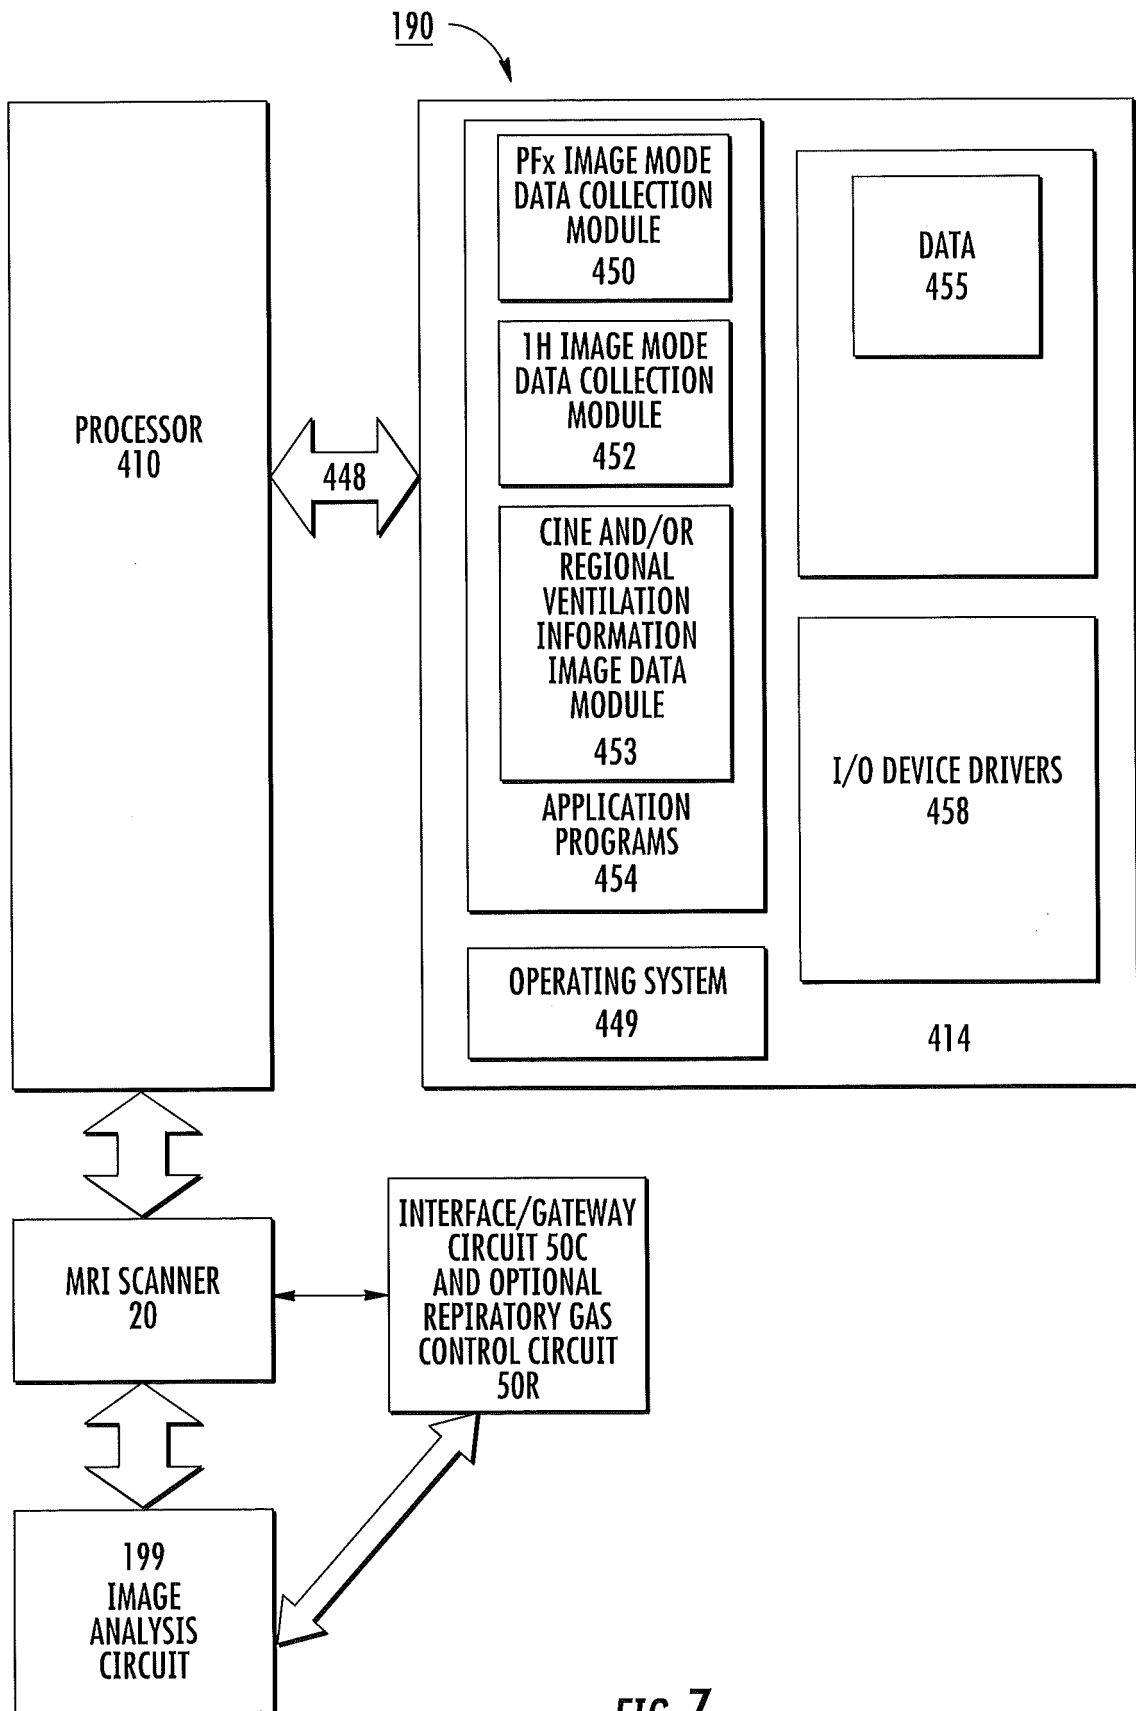 190
PROCESSOR
410
448
PFx IMAGE MODE
DATA COLLECTION
MODULE
450
1H IMAGE MODE
DATA COLLECTION
MODULE
452
CINE AND/OR
REGIONAL
VENTILATION
INFORMATION
IMAGE DATA
MODULE
453
APPLICATION
PROGRAMS
454
OPERATING SYSTEM
449
DATA
455
I/O DEVICE DRIVERS
458
414
MRI SCANNER
20
INTERFACE/GATEWAY
CIRCUIT 50C
AND OPTIONAL
REPIRATORY GAS
CONTROL CIRCUIT
50R
199
IMAGE
ANALYSIS
CIRCUIT
FIG. 7